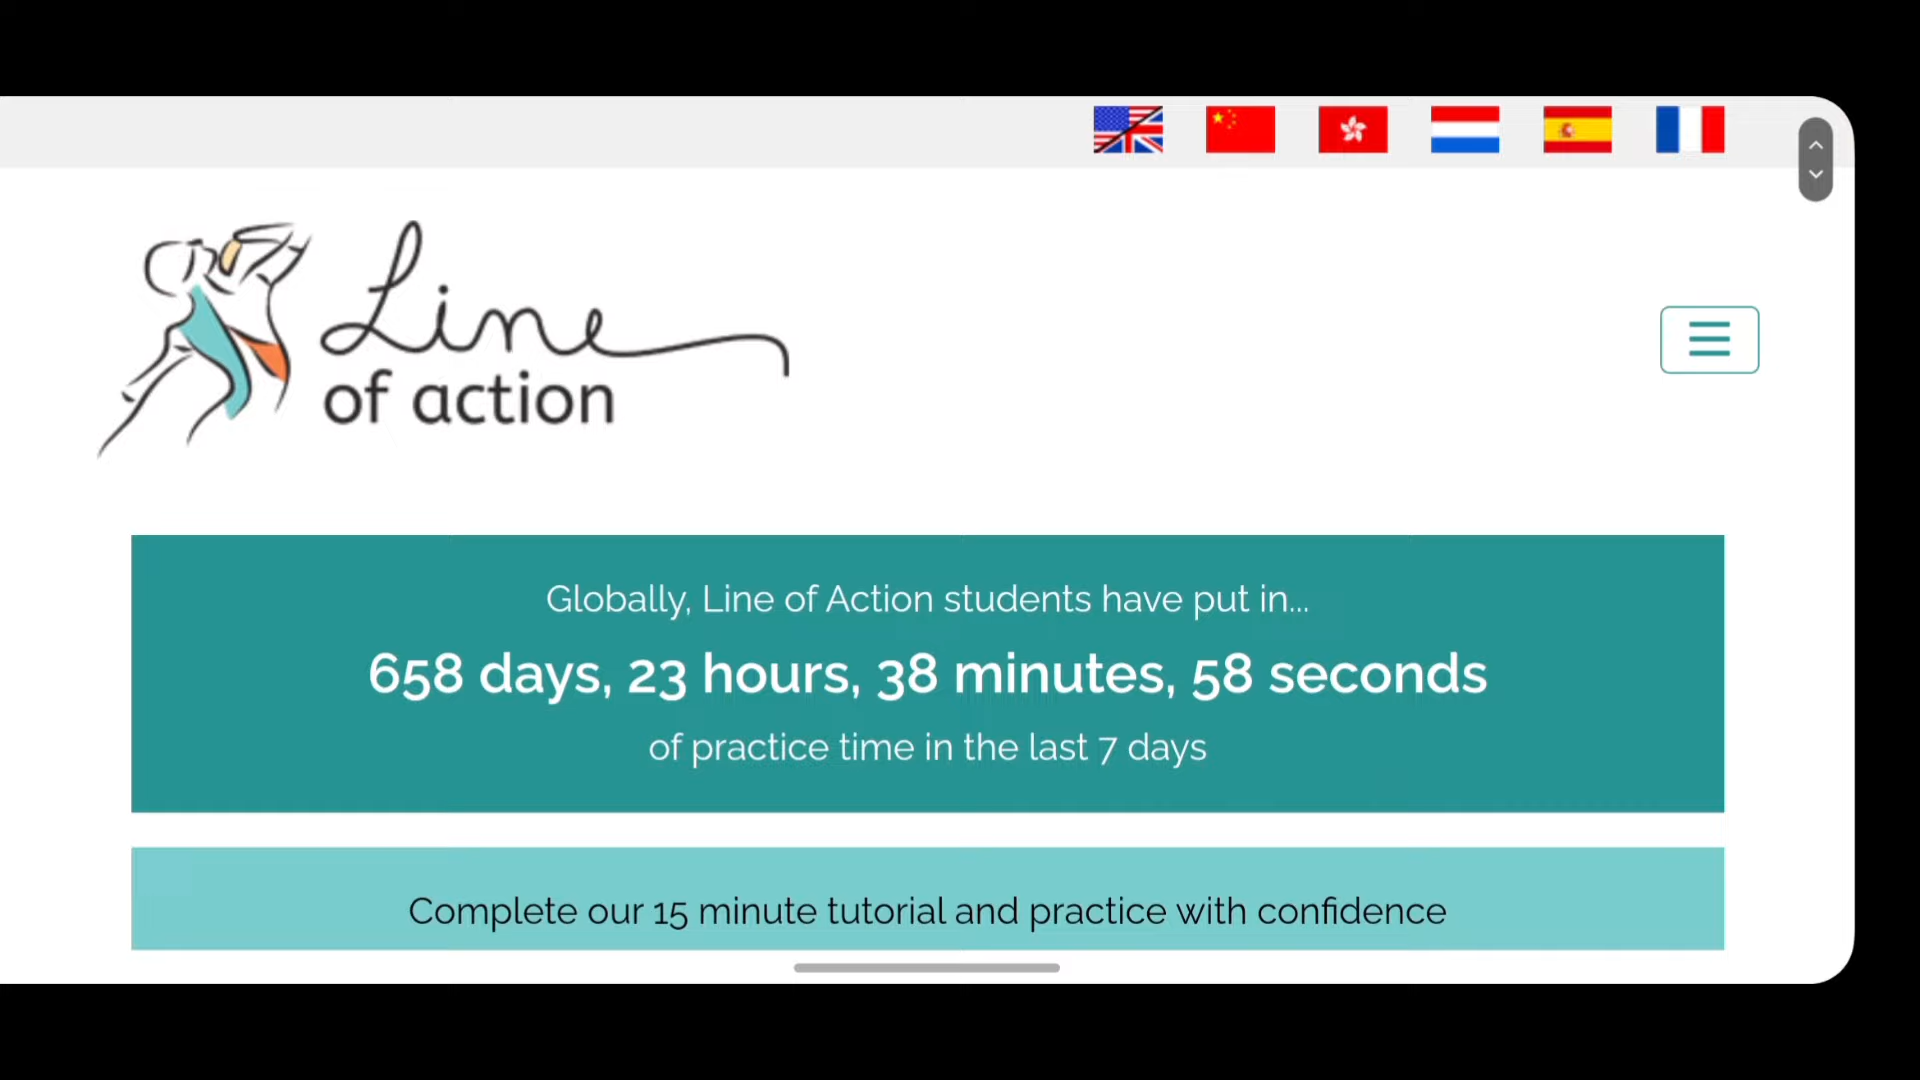 Line
of action
Globally, Line of Action students have put in...
658 days, 23 hours, 38 minutes, 58 seconds
of practice time in the last 7 days
Complete our 15 minute tutorial and practice with confidence